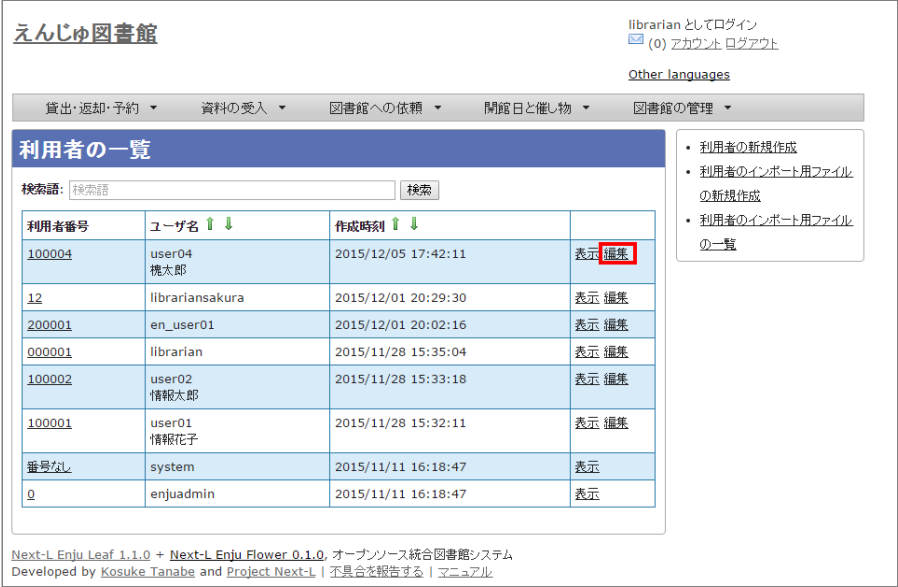 えんじゅ図書館
librarian としてログイン
(0) アカウント ログアウト
Other languages
貸出・返却・予約 ▼ 資料の受入 ▼ 図書館への依頼 ▼ 開館日と催し物 ▼ 図書館の管理 ▼
利用者の一覧
検索語: 検索語 検索
利用者番号 ユーザ名 作成時刻
100004 user04 2015/12/05 17:42:11 表示 編集
桃太郎
12 librariansakura 2015/12/01 20:29:30 表示 編集
200001 en_user01 2015/12/01 20:02:16 表示 編集
000001 librarian 2015/11/28 15:35:04 表示 編集
100002 user02 2015/11/28 15:33:18 表示 編集
情報太郎
100001 user01 2015/11/28 15:32:11 表示 編集
情報花子
番号なし system 2015/11/11 16:18:47 表示
0 enjuadmin 2015/11/11 16:18:47 表示
• 利用者の新規作成
• 利用者のインポート用ファイル
の新規作成
• 利用者のインポート用ファイル
の一覧
Next-L Enju Leaf 1.1.0 + Next-L Enju Flower 0.1.0, オープンソース統合図書館システム
Developed by Kosuke Tanabe and Project Next-L | 不具合を報告する | マニュアル